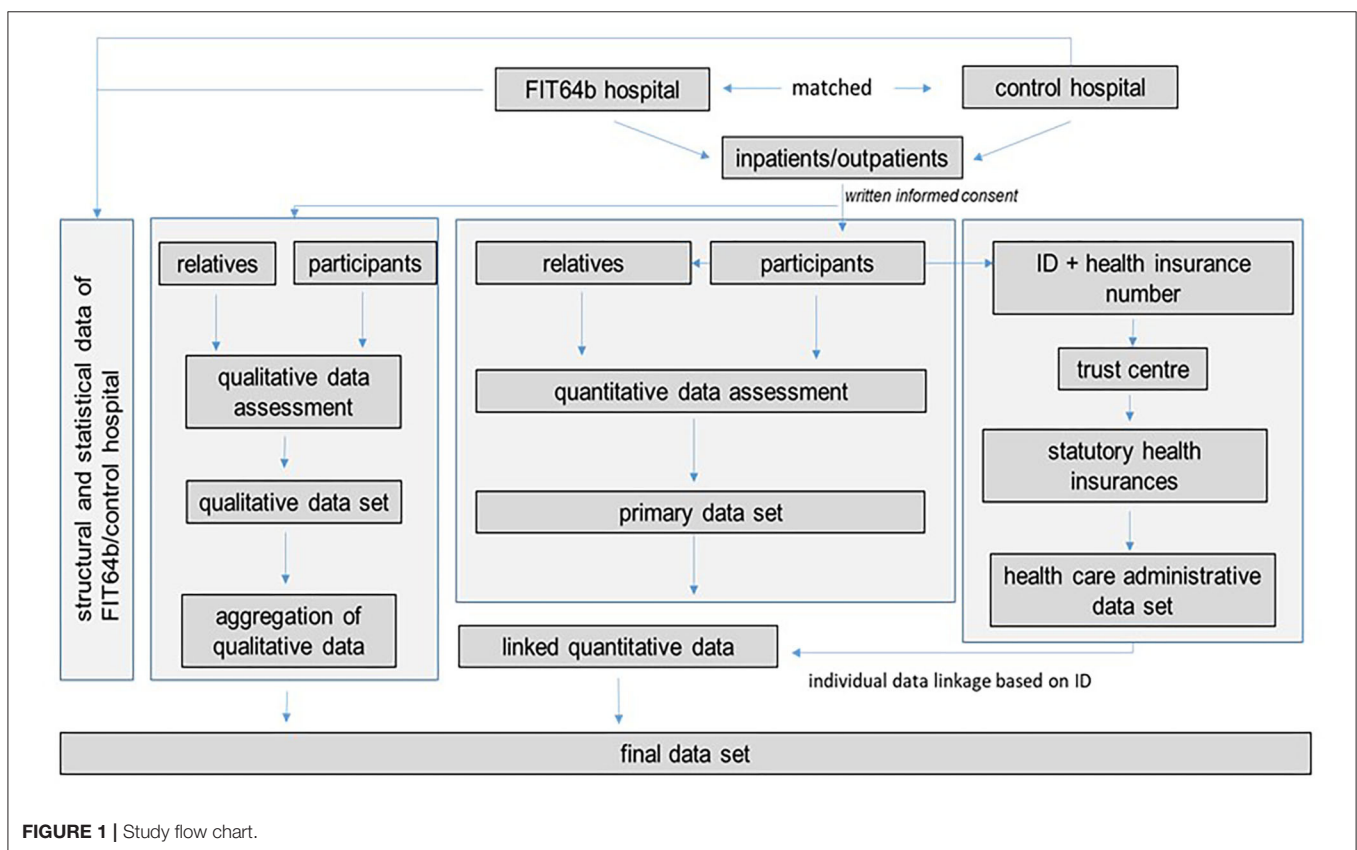 FIT64b hospital
matched
control hospital
inpatients/outpatients
written informed consent
structural and statistical data of
FIT64b/control hospital
relatives
participants
qualitative data
assessment
qualitative data set
aggregation of
qualitative data
relatives
participants
quantitative data assessment
primary data set
linked quantitative data
ID + health insurance
number
trust centre
statutory health
insurances
health care administrative
data set
individual data linkage based on ID
final data set
FIGURE 1 | Study flow chart.